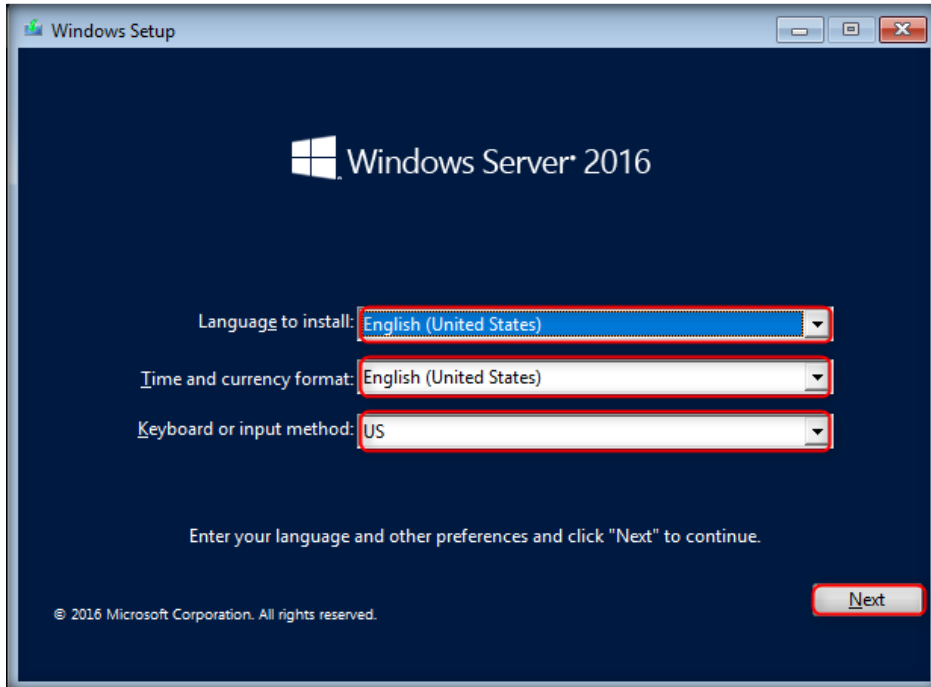 Windows Setup
Windows Server 2016
Language to install: English (United States)
Time and currency format: English (United States)
Keyboard or input method: US
Enter your language and other preferences and click "Next" to continue.
Next
© 2016 Microsoft Corporation. All rights reserved.